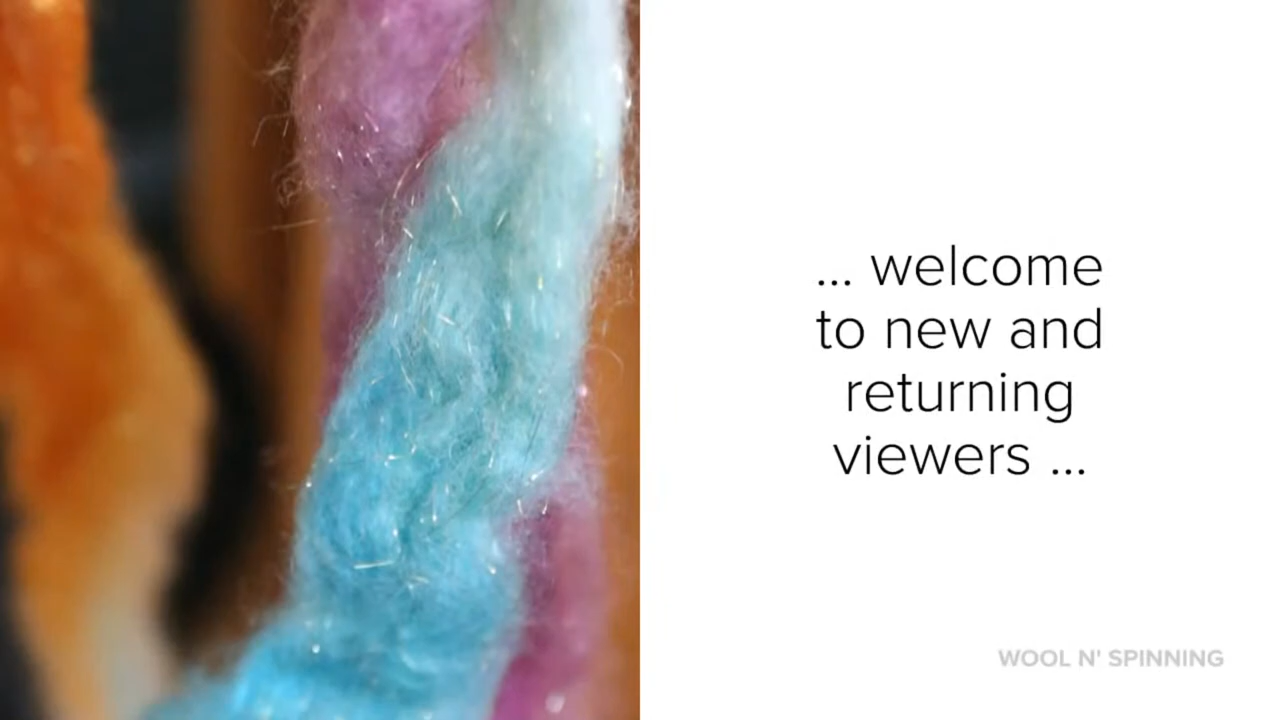 ... welcome
to new and
returning
viewers ...
WOOL N' SPINNING